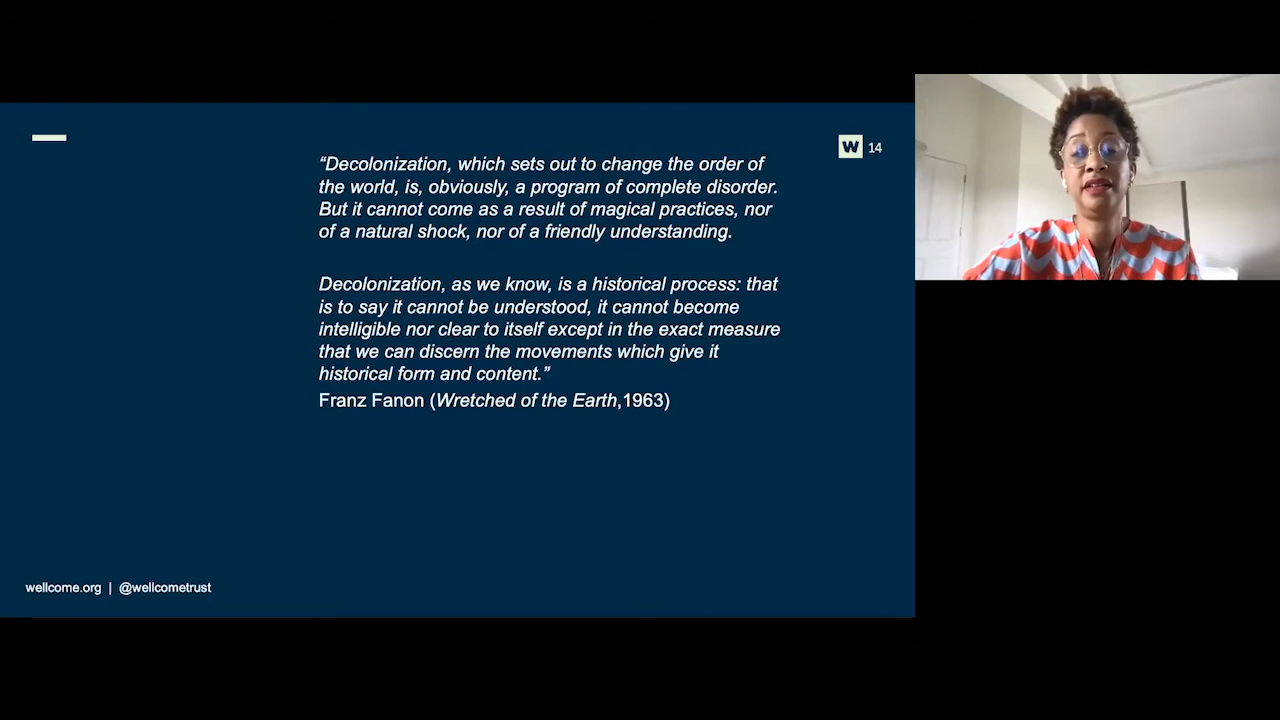 W 14
“Decolonization, which sets out to change the order of
the world, is, obviously, a program of complete disorder.
But it cannot come as a result of magical practices, nor
of a natural shock, nor of a friendly understanding.
Decolonization, as we know, is a historical process: that
is to say it cannot be understood, it cannot become
intelligible nor clear to itself except in the exact measure
that we can discern the movements which give it
historical form and content.”
Franz Fanon (Wretched of the Earth,1963)
wellcome.org | @wellcometrust